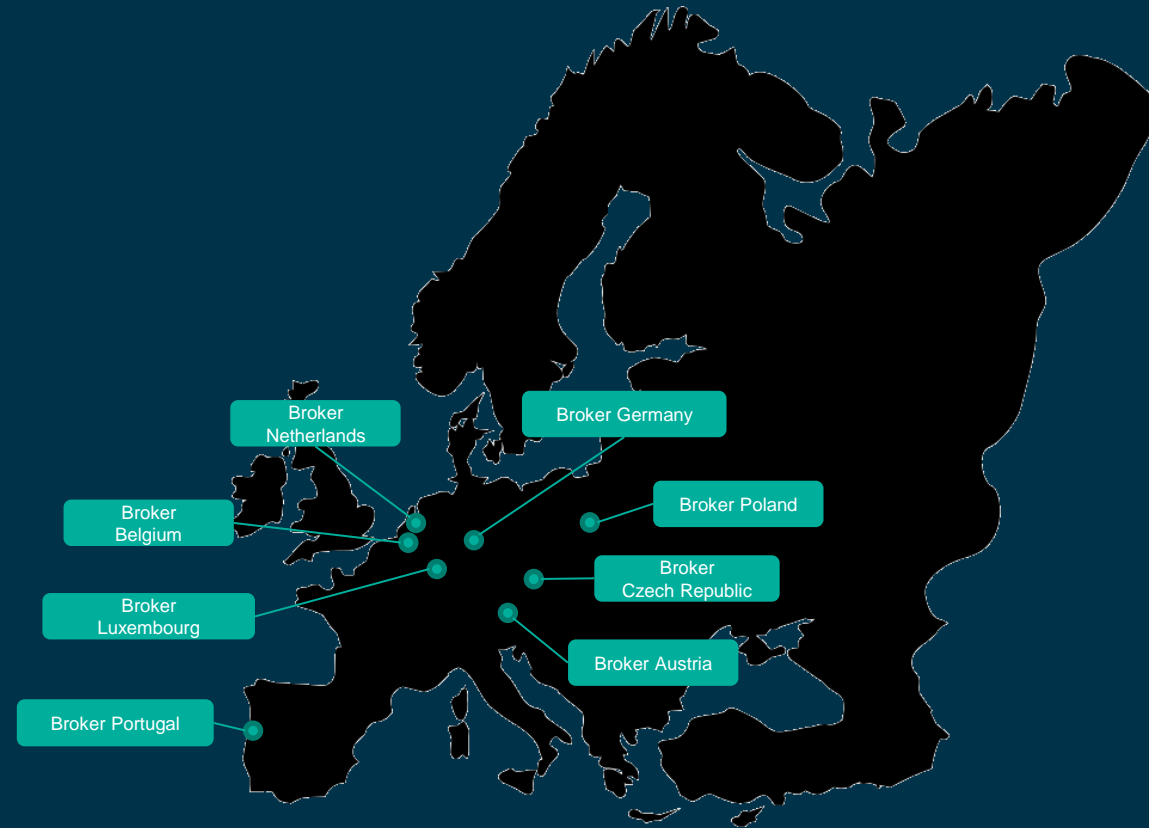 Broker
Netherlands
Broker Germany
Broker Poland
Broker
Belgium
Broker
Czech Republic
Broker
Luxembourg
Broker Austria
Broker Portugal